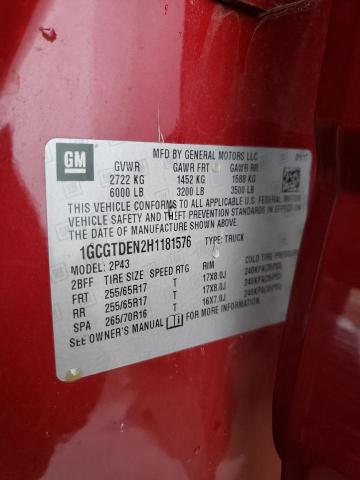 GM
MFD BY GENERAL MOTORS LLC
GVWR GAWR FRT GAWR RR
2722 KG 1452 KG 1588 KG
6000 LB 3200 LB 3500 LB
THIS VEHICLE CONFORMS TO ALL APPLICABLE U.S. FEDERAL MOTOR
VEHICLE SAFETY AND THEFT PREVENTION STANDARDS IN EFFECT ON
THE DATE OF MANUFACTURE SHOWN ABOVE.
1GCGTDEN2H1181576 TYPE: TRUCK
MODEL: 2P43
2BFF TIRE SIZE SPEED RTG RIM COLD TIRE
FRT 255/65R17 T 17X8.0J
RR 255/65R17 T 17X8.0J
SPA 265/70R16 T 16X7.0J
SEE OWNER'S MANUAL